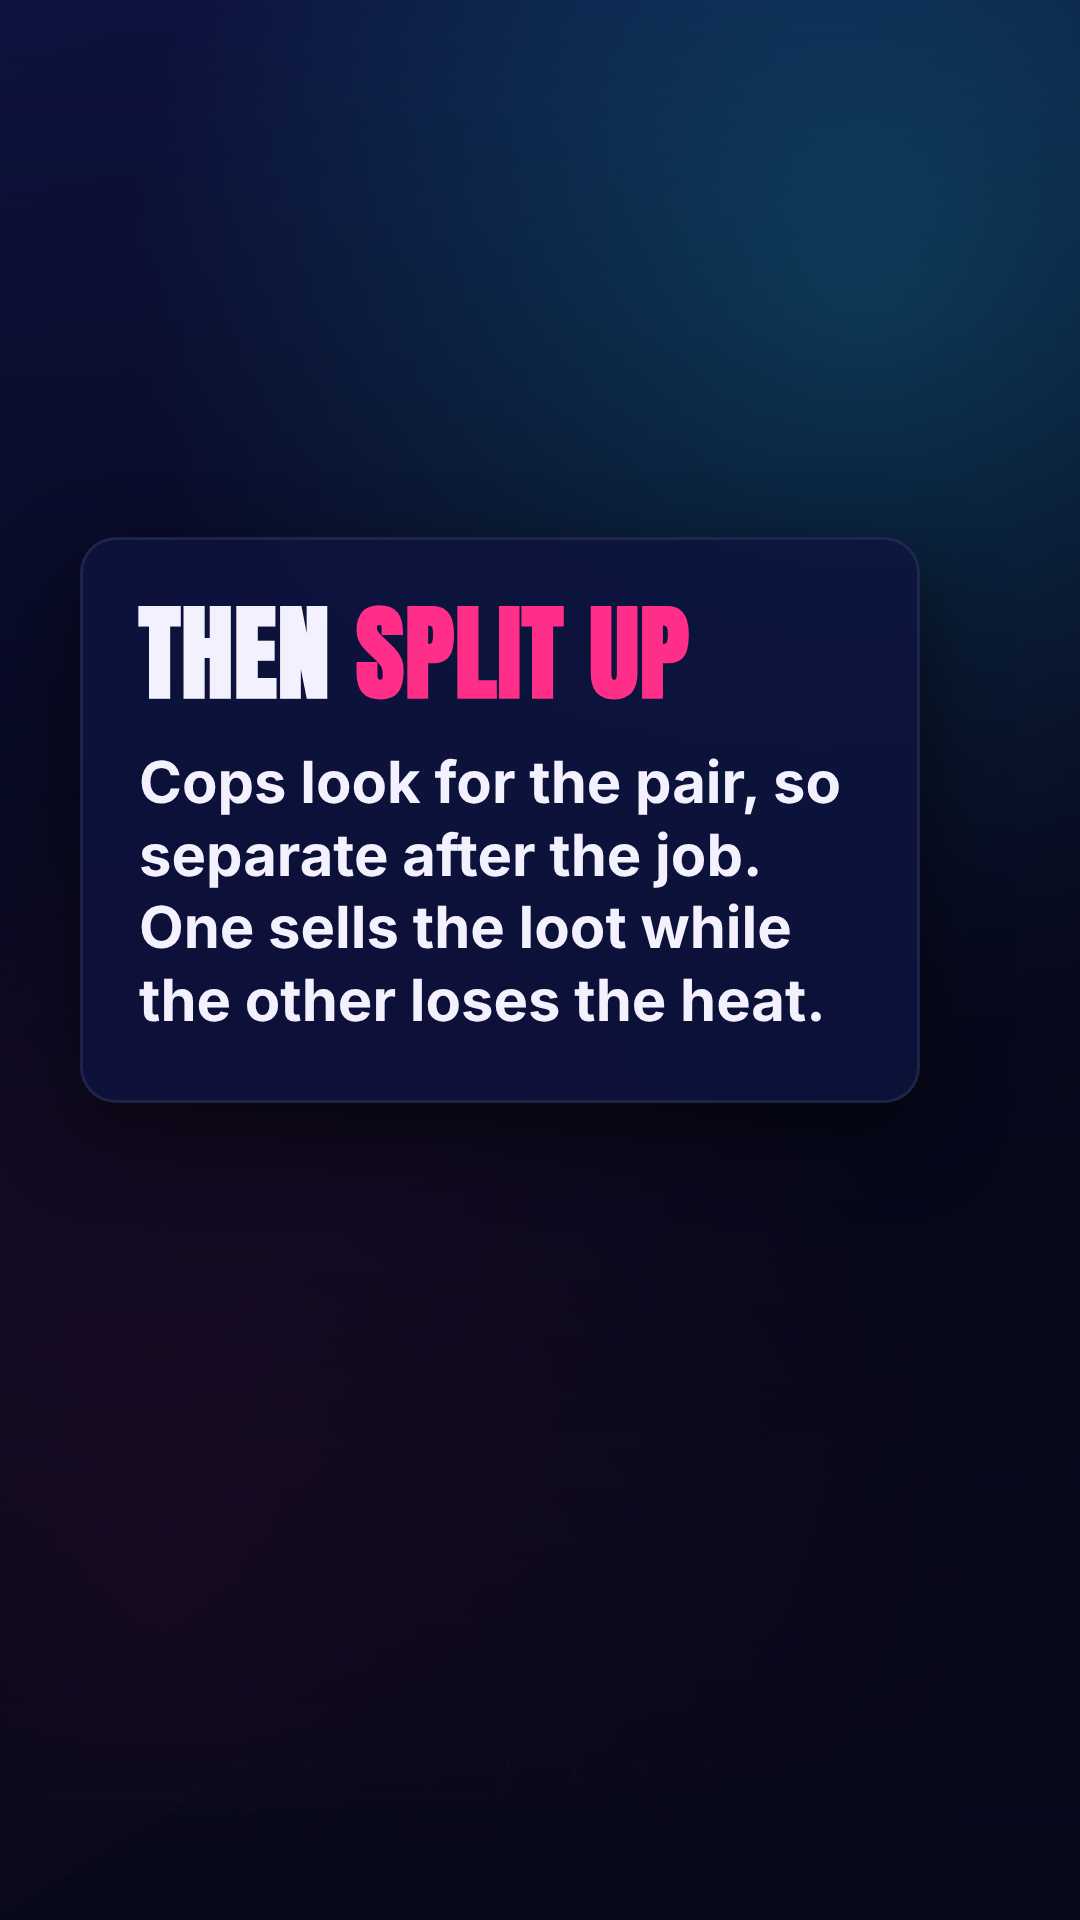 THEN SPLIT UP
Cops look for the pair, so
separate after the job.
One sells the loot while
the other loses the heat.